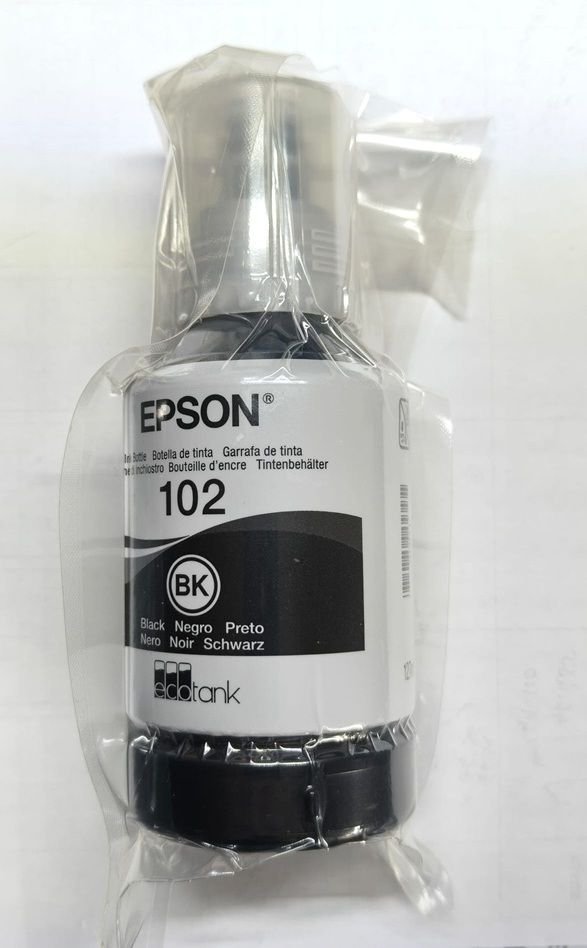 EPSON®
Bottle Botella de tinta Garrafa de tinta
inchiostro Bouteille d'encre Tintenbehälter
102
BK
Black Negro Preto
Nero Noir Schwarz
ecotank